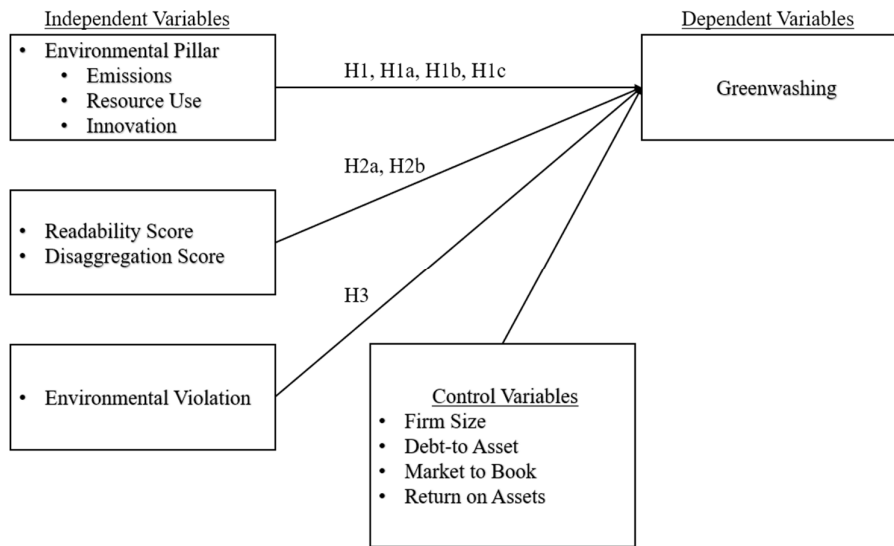 Independent Variables
• Environmental Pillar
• Emissions
• Resource Use
• Innovation
H1, H1a, H1b, H1c
Dependent Variables
Greenwashing
• Readability Score
• Disaggregation Score
H2a, H2b
• Environmental Violation
H3
Control Variables
• Firm Size
• Debt-to Asset
• Market to Book
• Return on Assets